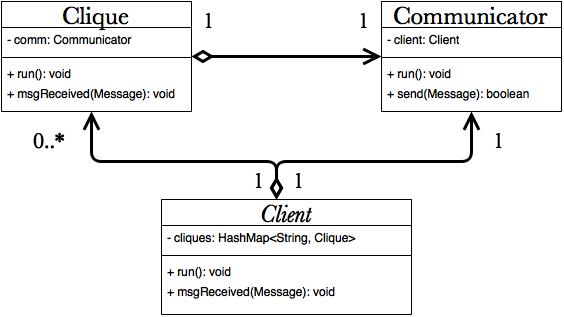 Clique
- comm: Communicator
+ run(): void
+ msgReceived(Message): void
1
1
Communicator
- client: Client
+ run(): void
+ send(Message): boolean
0..*
1
1
1
Client
- cliques: HashMap<String, Clique>
+ run(): void
+ msgReceived(Message): void